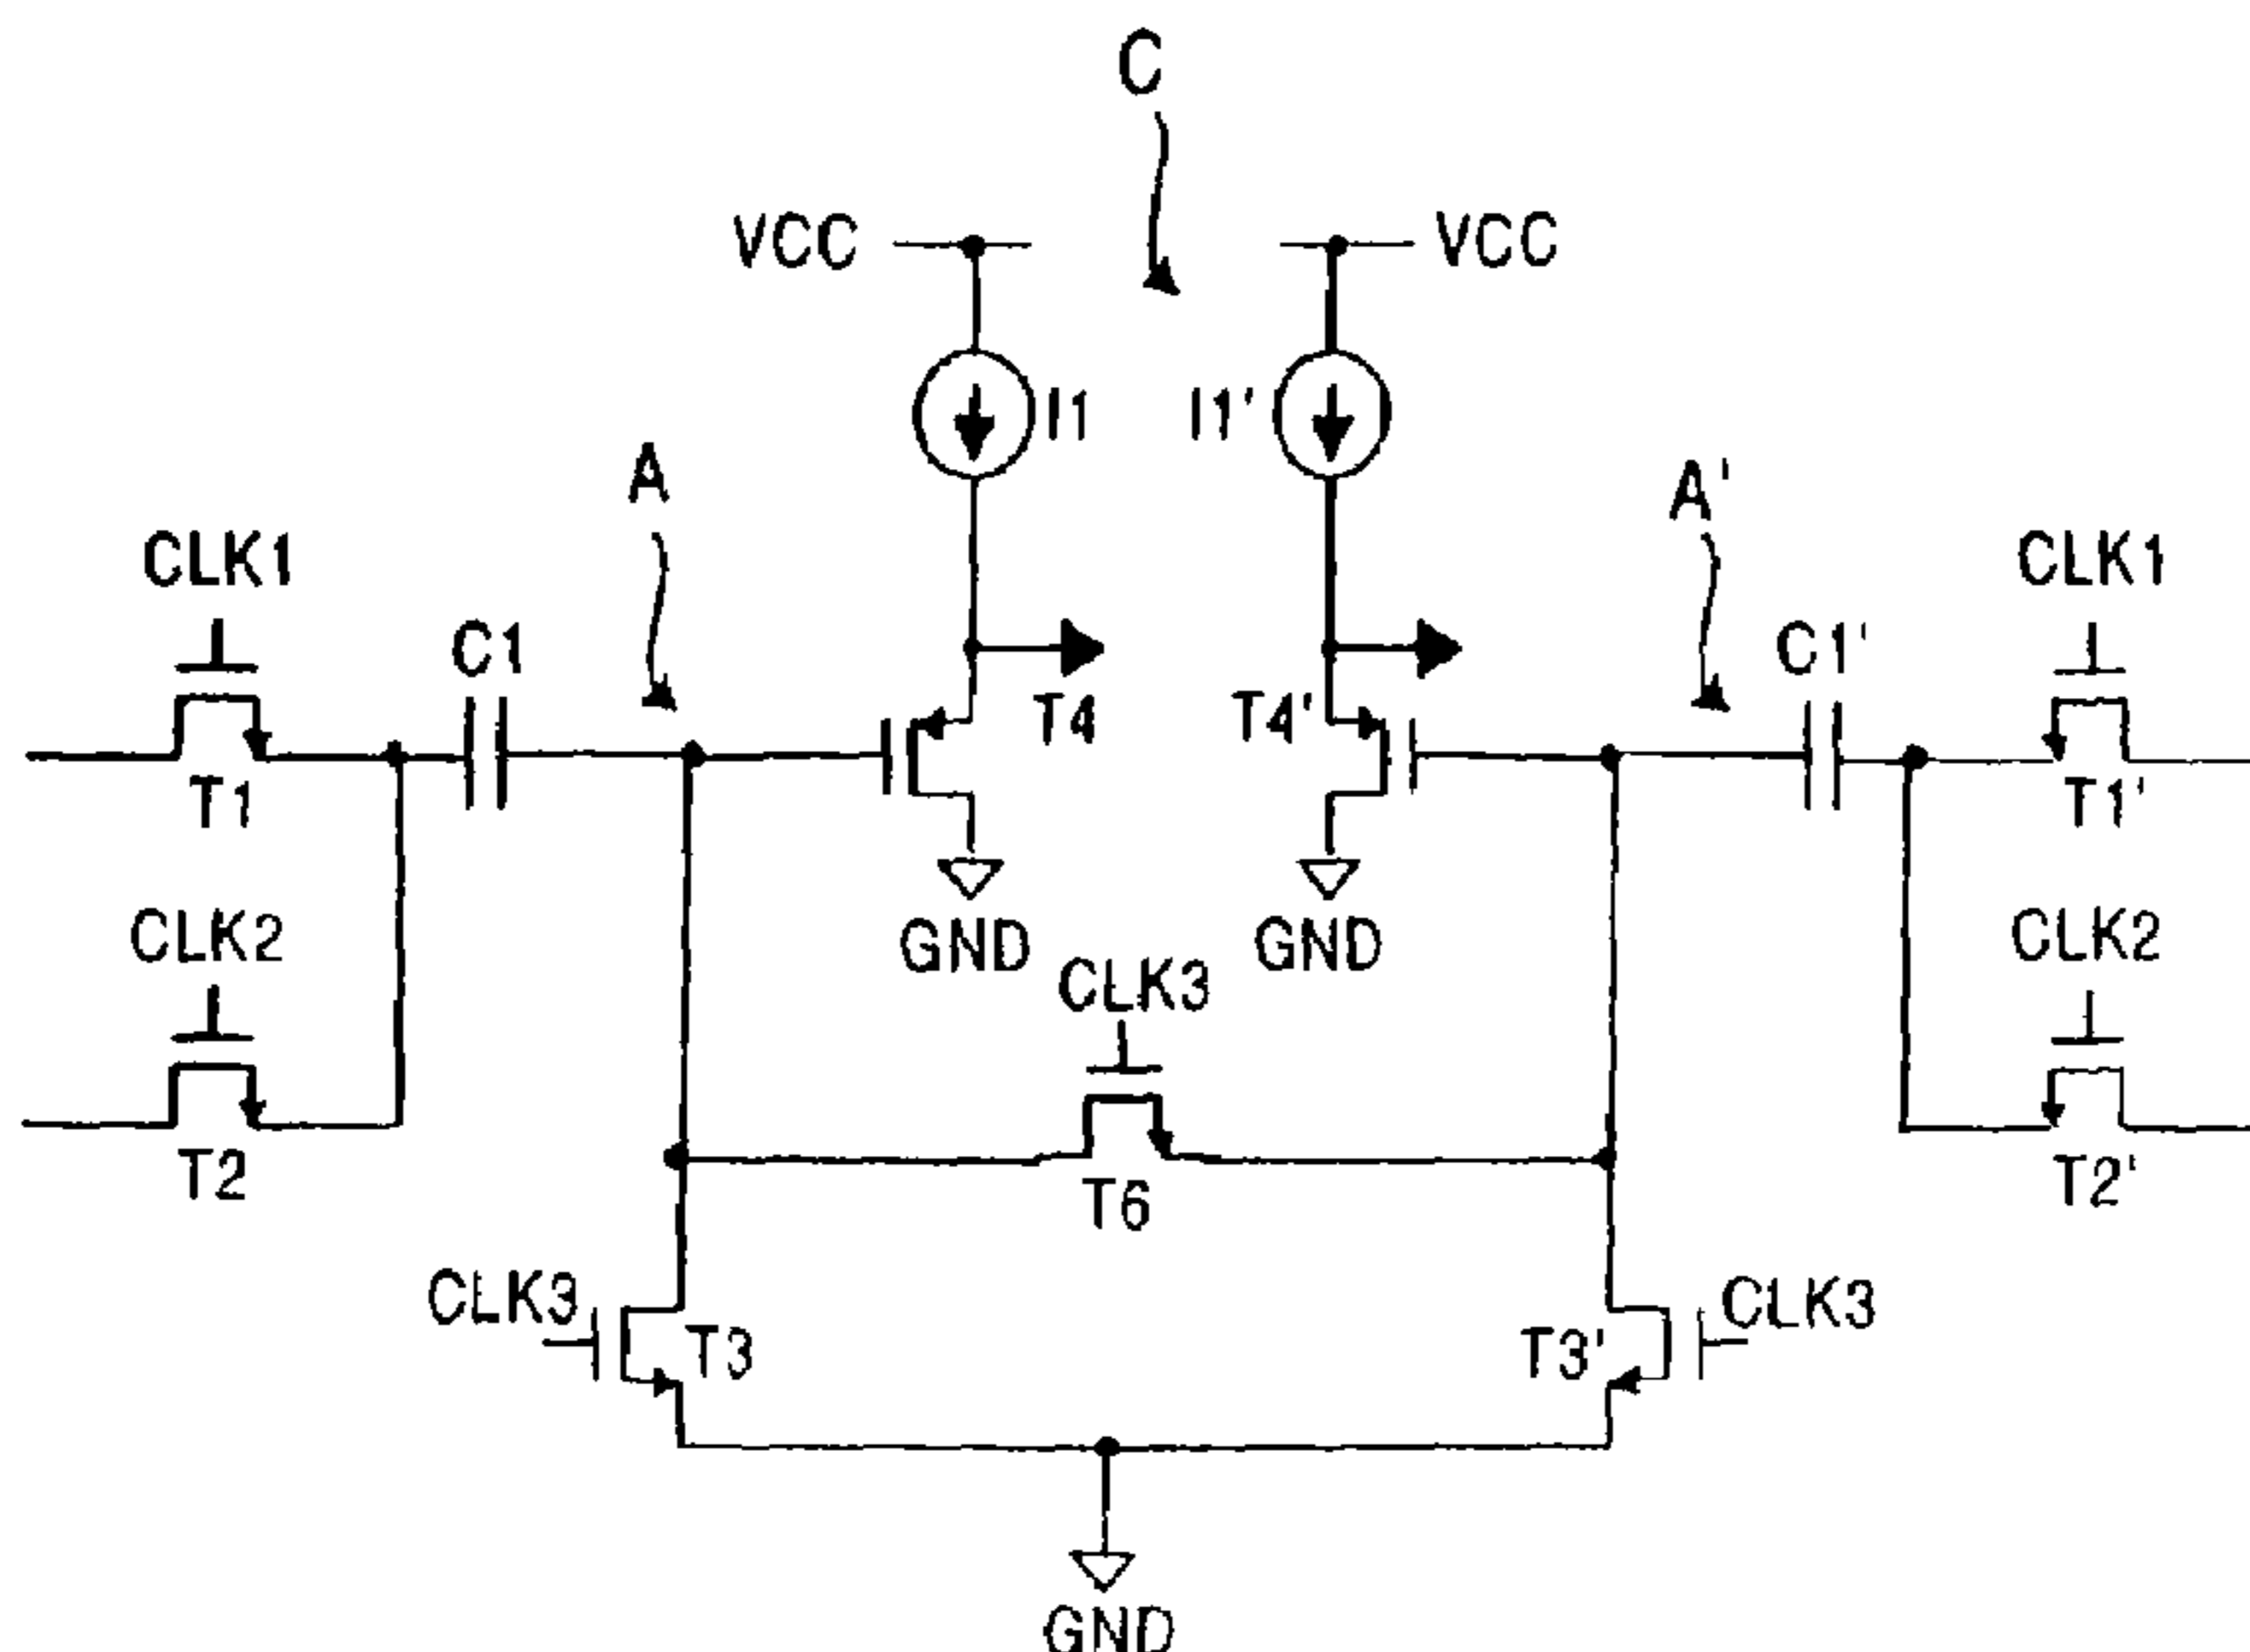 C
VCC
VCC
I1
I1'
A
A'
CLK1
CLK1
C1
C1'
T4
T4'
T1
T1'
CLK2
GND
GND
CLK2
CLK3
T2
T6
T2'
CLK3
T3
T3'
CLK3
GND